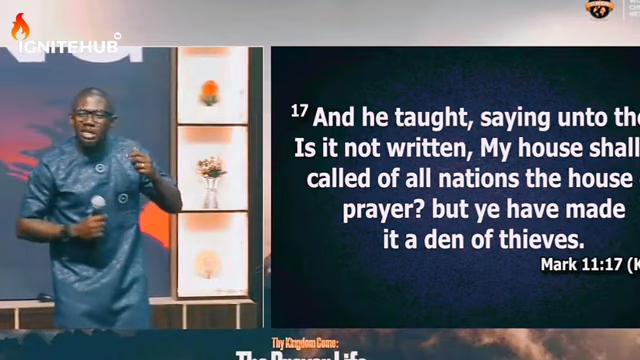 IGNITEHUB
NG
17 And he taught, saying unto the
Is it not written, My house shall
called of all nations the house
prayer? but ye have made
it a den of thieves.
Mark 11:17 (K
Thy Kingdom Come:
The Prayer Life